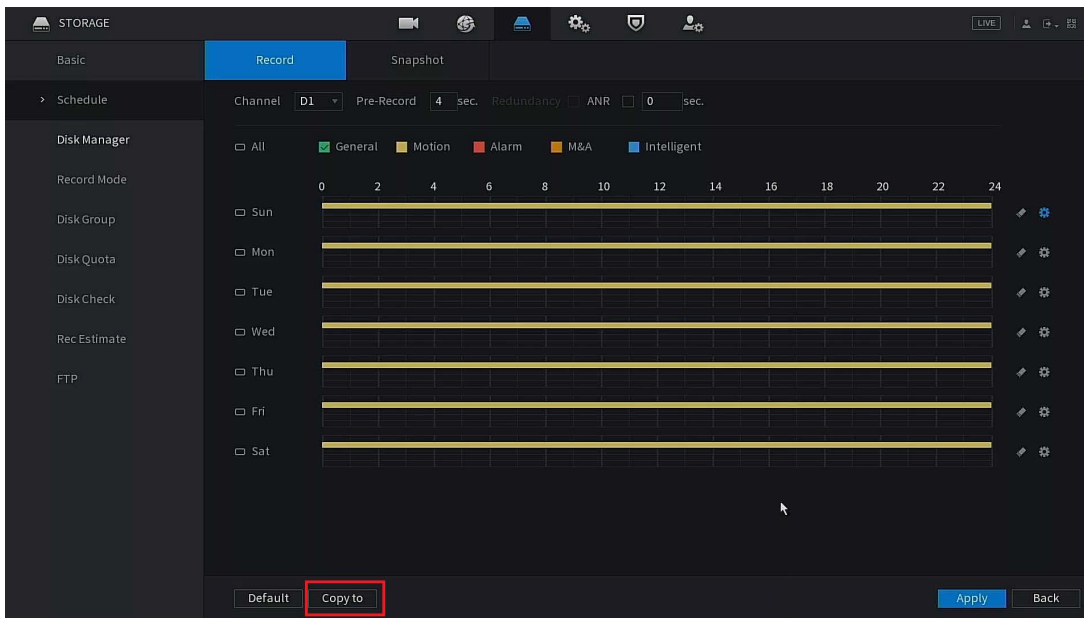 STORAGE LIVE
Basic
Record Snapshot
Schedule
Channel D1 Pre-Record 4 sec. Redundancy ANR 0 sec.
Disk Manager
All General Motion Alarm M&A Intelligent
Record Mode
0 2 4 6 8 10 12 14 16 18 20 22 24
Sun
Disk Group
Mon
Disk Quota
Tue
Disk Check
Wed
Rec Estimate
Thu
FTP
Fri
Sat
Default Copy to Apply Back